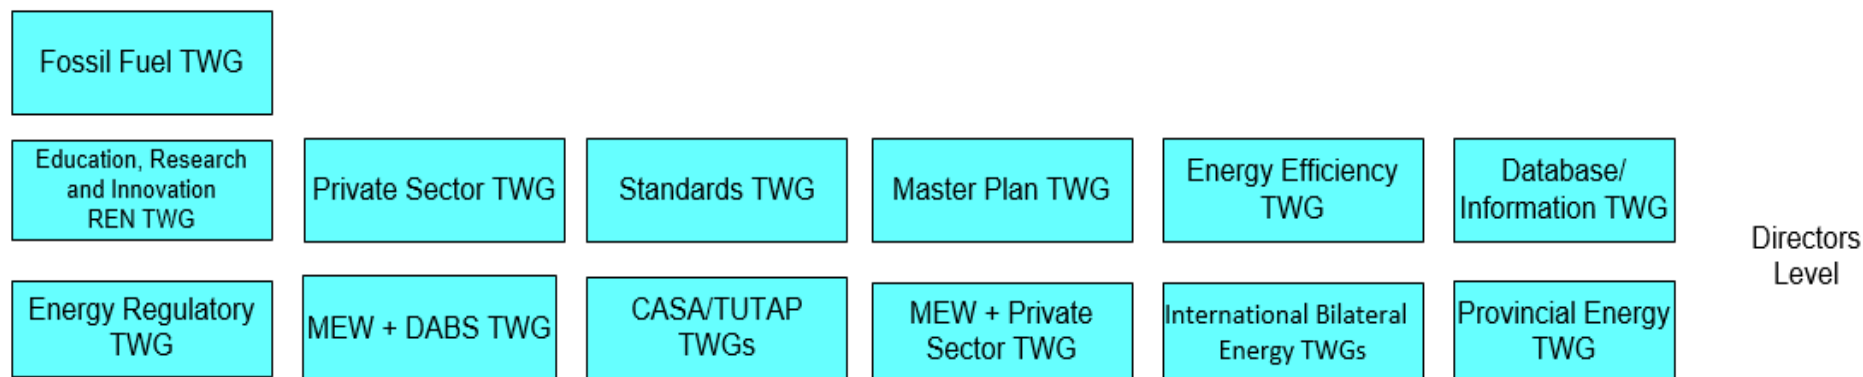 Fossil Fuel TWG
Education, Research
and Innovation
REN TWG
Private Sector TWG
Standards TWG
Master Plan TWG
Energy Efficiency
TWG
Database/
Information TWG
Directors
Level
Energy Regulatory
TWG
MEW + DABS TWG
CASA/TUTAP
TWGs
MEW + Private
Sector TWG
International Bilateral
Energy TWGs
Provincial Energy
TWG